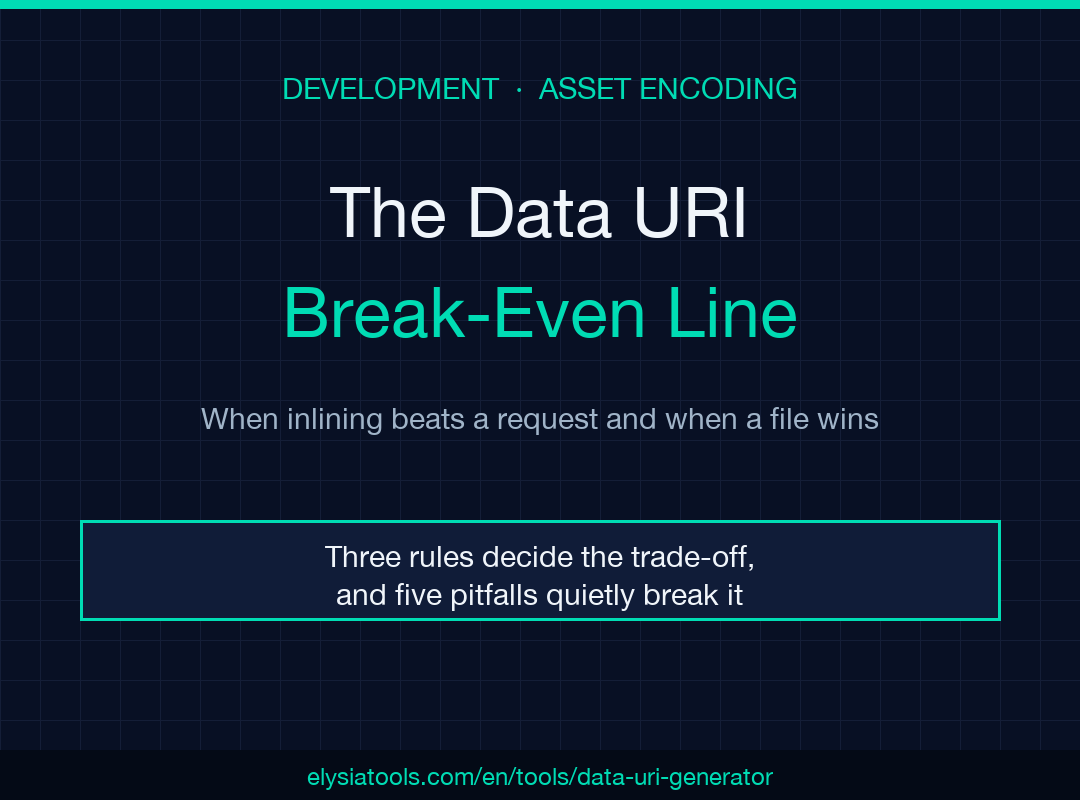 DEVELOPMENT · ASSET ENCODING
The Data URI
Break-Even Line
When inlining beats a request and when a file wins
Three rules decide the trade-off,
and five pitfalls quietly break it
elysiatools.com/en/tools/data-uri-generator